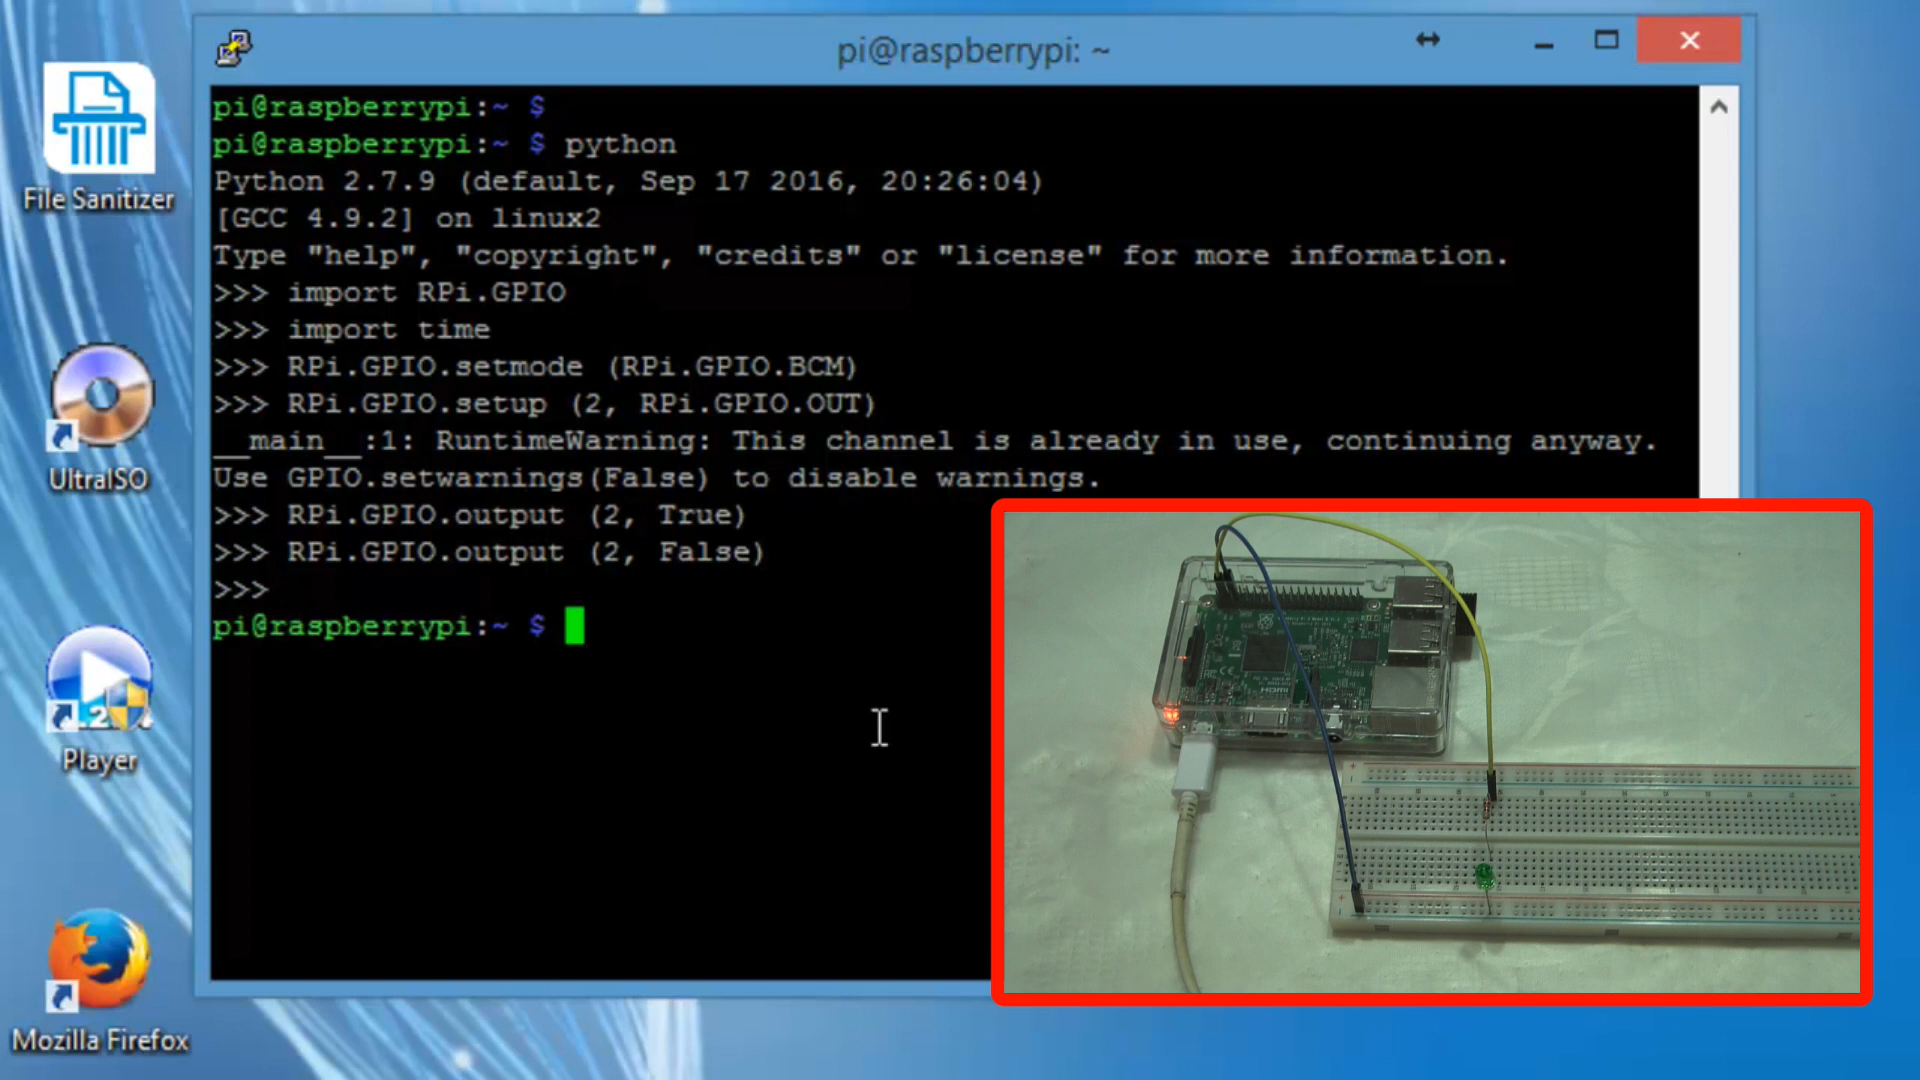 pi@raspberrypi: ~
pi@raspberrypi:~ $
pi@raspberrypi:~ $ python
Python 2.7.9 (default, Sep 17 2016, 20:26:04)
[GCC 4.9.2] on linux2
Type "help", "copyright", "credits" or "license" for more information.
>>> import RPi.GPIO
>>> import time
>>> RPi.GPIO.setmode (RPi.GPIO.BCM)
>>> RPi.GPIO.setup (2, RPi.GPIO.OUT)
__main__:1: RuntimeWarning: This channel is already in use, continuing anyway.
Use GPIO.setwarnings(False) to disable warnings.
>>> RPi.GPIO.output (2, True)
>>> RPi.GPIO.output (2, False)
>>>
pi@raspberrypi:~ $
File Sanitizer
UltraISO
Player
Mozilla Firefox